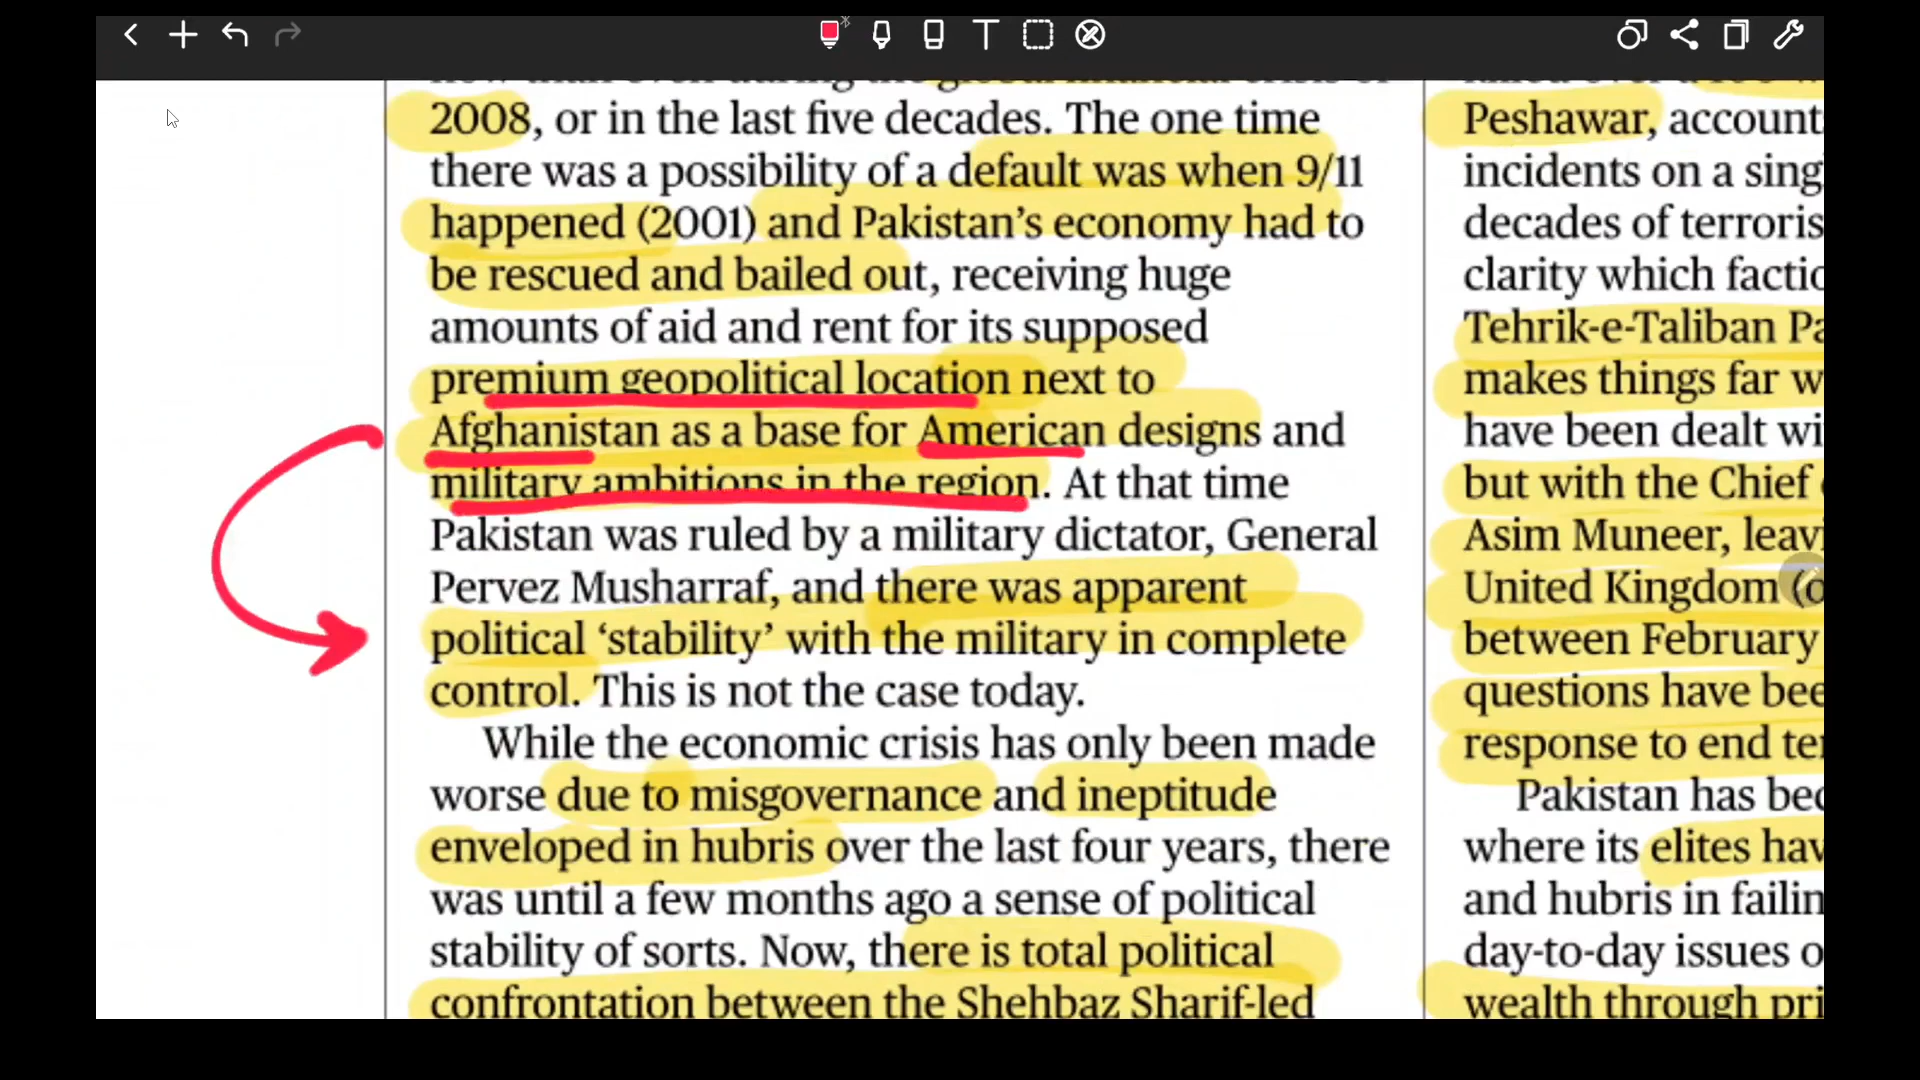 2008, or in the last five decades. The one time
there was a possibility of a default was when 9/11
happened (2001) and Pakistan’s economy had to
be rescued and bailed out, receiving huge
amounts of aid and rent for its supposed
premium geopolitical location next to
Afghanistan as a base for American designs and
military ambitions in the region. At that time
Pakistan was ruled by a military dictator, General
Pervez Musharraf, and there was apparent
political ‘stability’ with the military in complete
control. This is not the case today.
While the economic crisis has only been made
worse due to misgovernance and ineptitude
enveloped in hubris over the last four years, there
was until a few months ago a sense of political
stability of sorts. Now, there is total political
confrontation between the Shehbaz Sharif-led
Peshawar, account
incidents on a sing
decades of terroris
clarity which factio
Tehrik-e-Taliban Pa
makes things far w
have been dealt wi
but with the Chief
Asim Muneer, leavi
United Kingdom (o
between February
questions have bee
response to end te
Pakistan has bec
where its elites hav
and hubris in failin
day-to-day issues o
wealth through pri